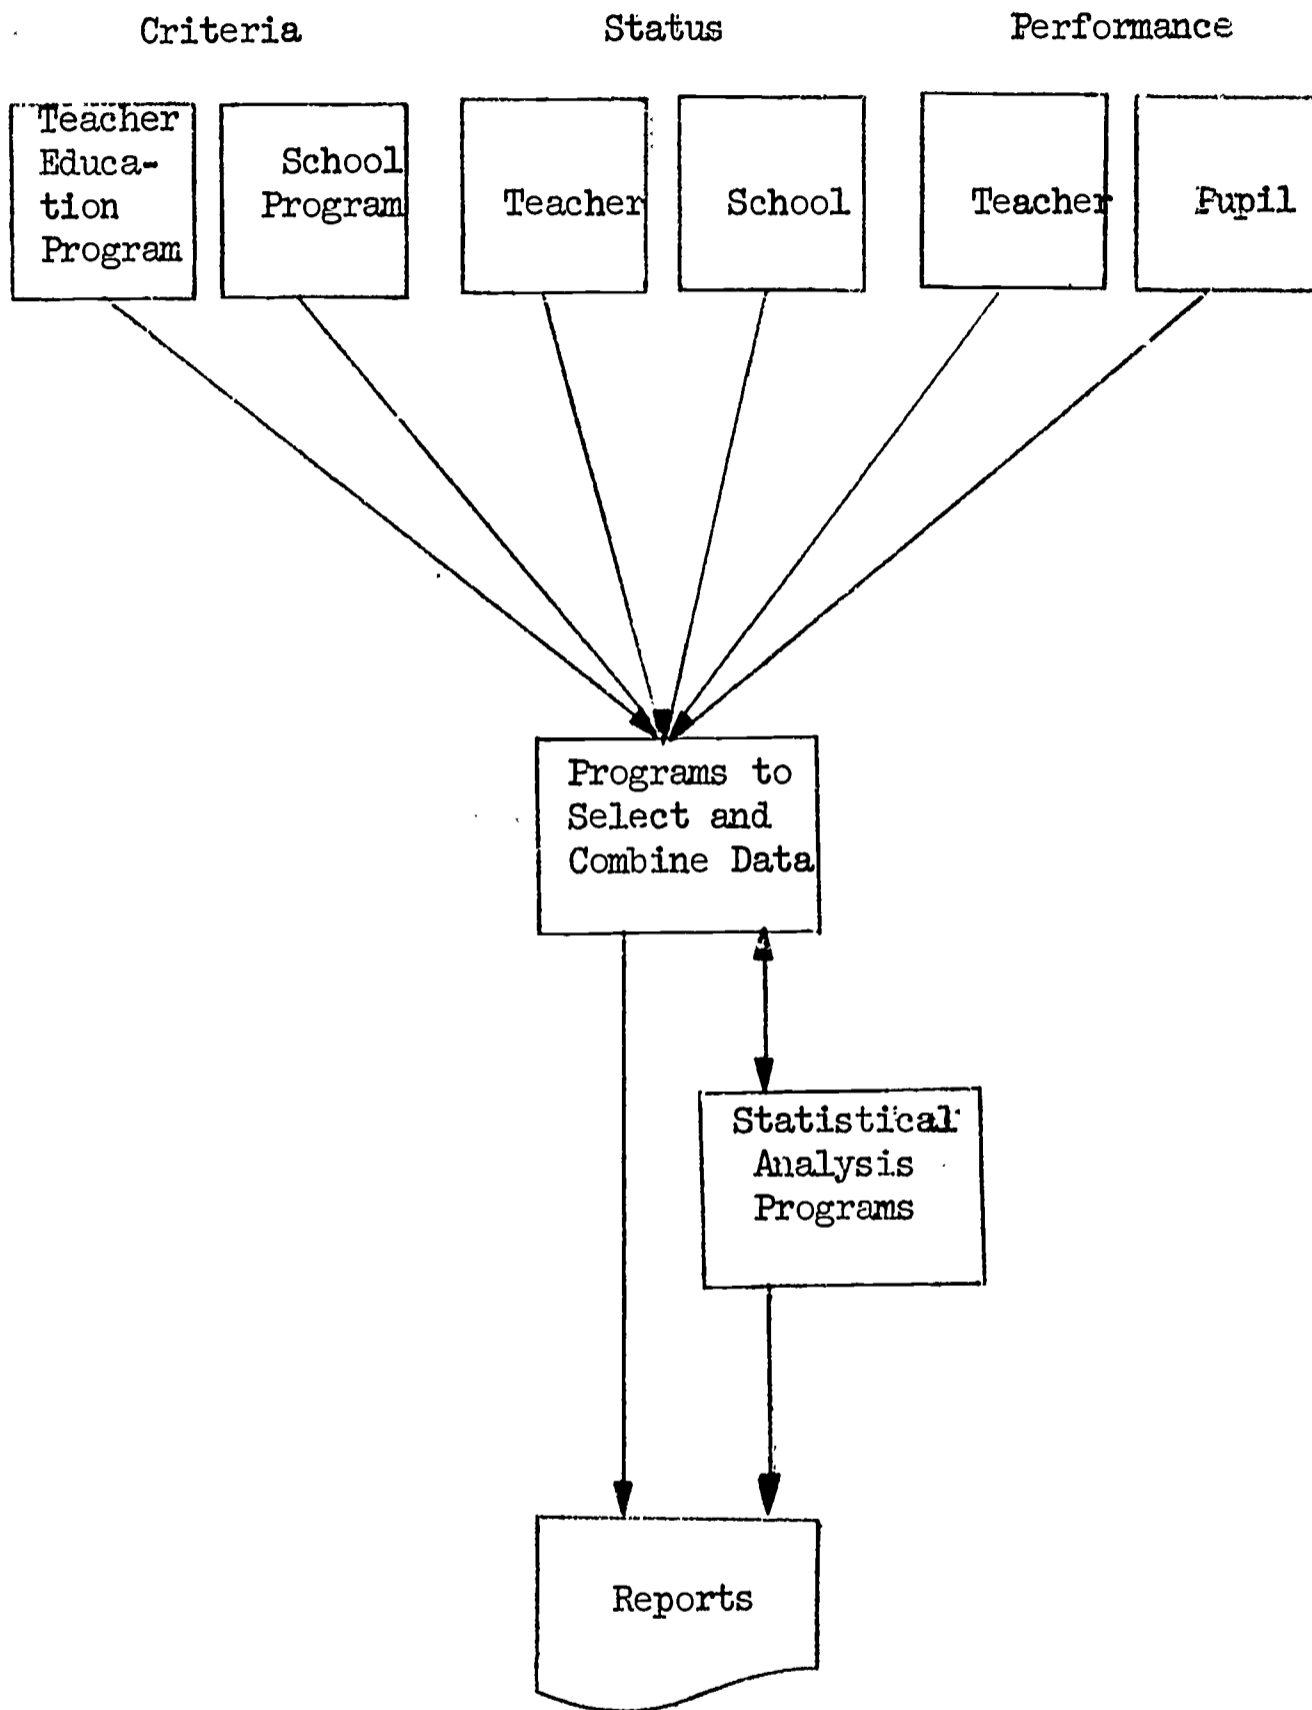 Criteria
Status
Performance
Teacher
Educa-
tion
Program
School
Program
Teacher
School
Teacher
Pupil
Programs to
Select and
Combine Data
Statistical
Analysis
Programs
Reports